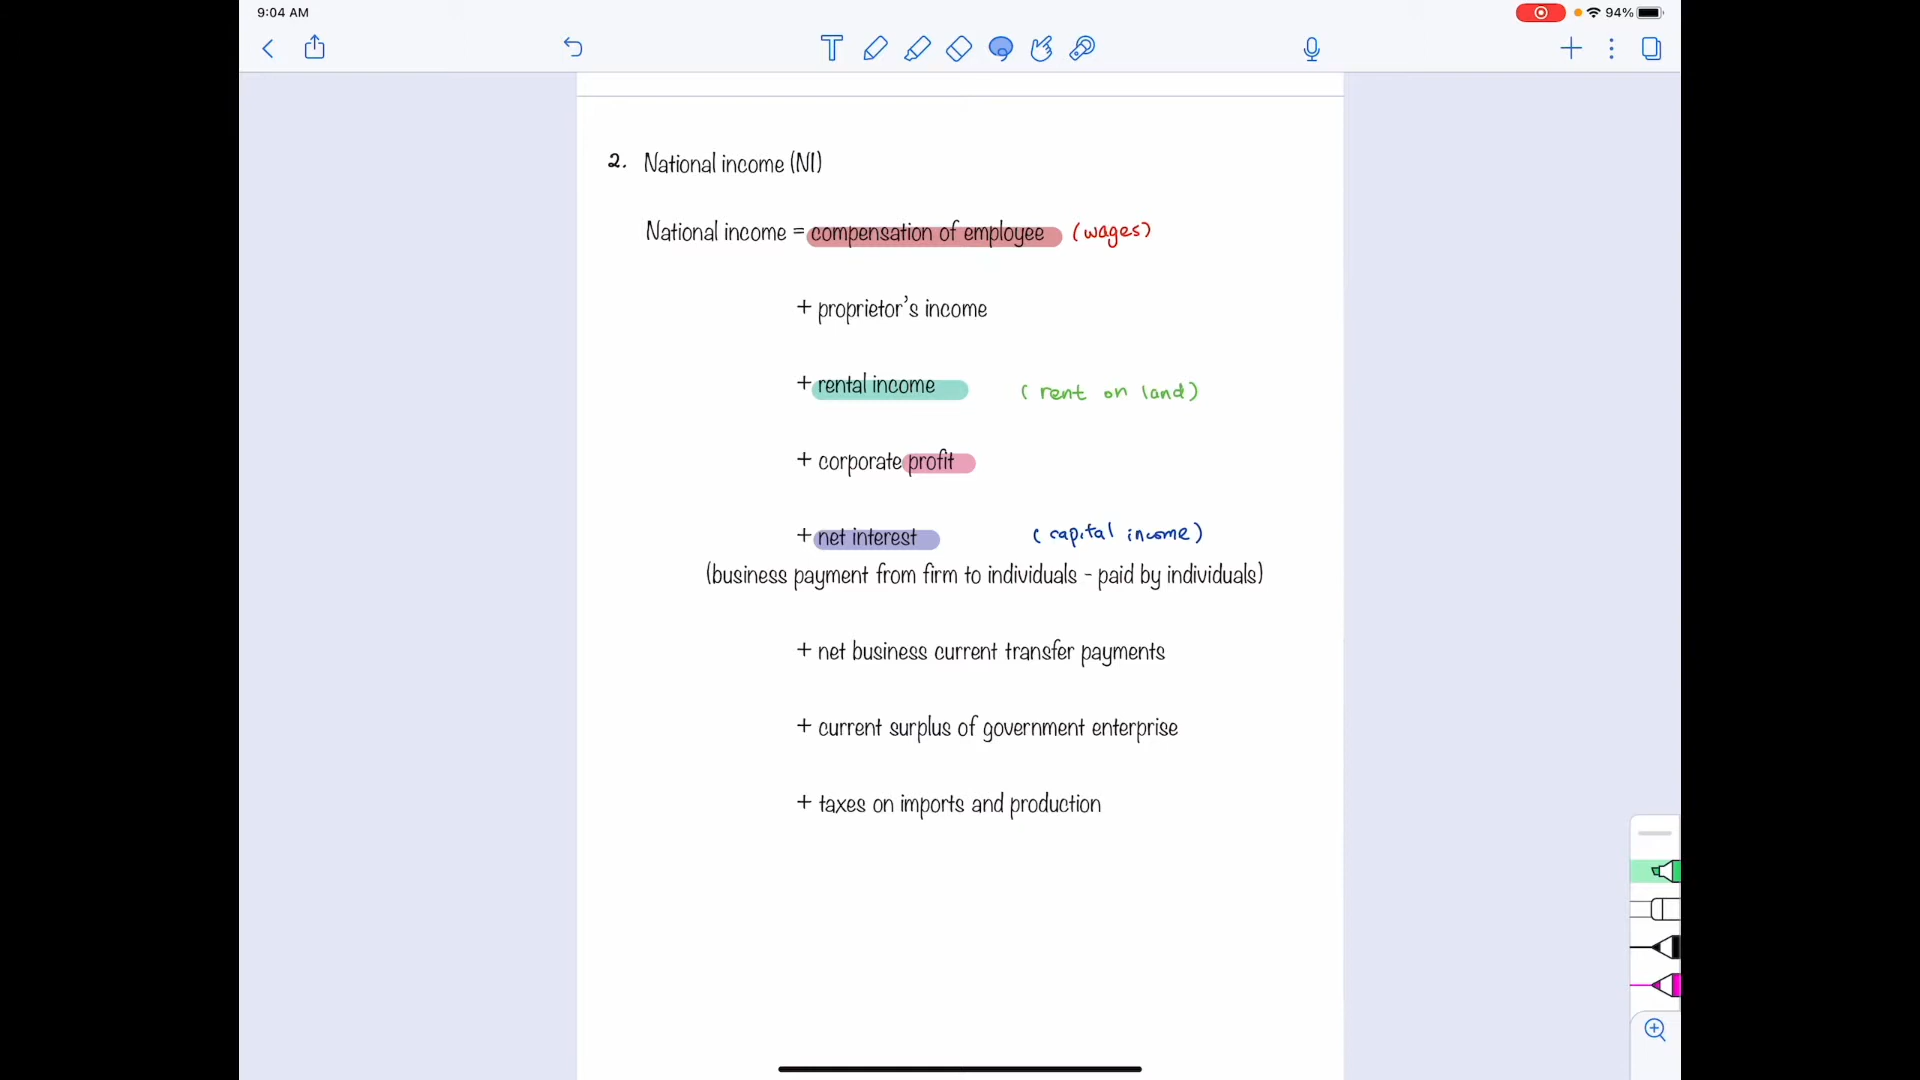 9:04 AM
94%
2. National income (NI)
National income = compensation of employee (wages)
+ proprietor's income
+ rental income (rent on land)
+ corporate profit
+ net interest (capital income)
(business payment from firm to individuals - paid by individuals)
+ net business current transfer payments
+ current surplus of government enterprise
+ taxes on imports and production